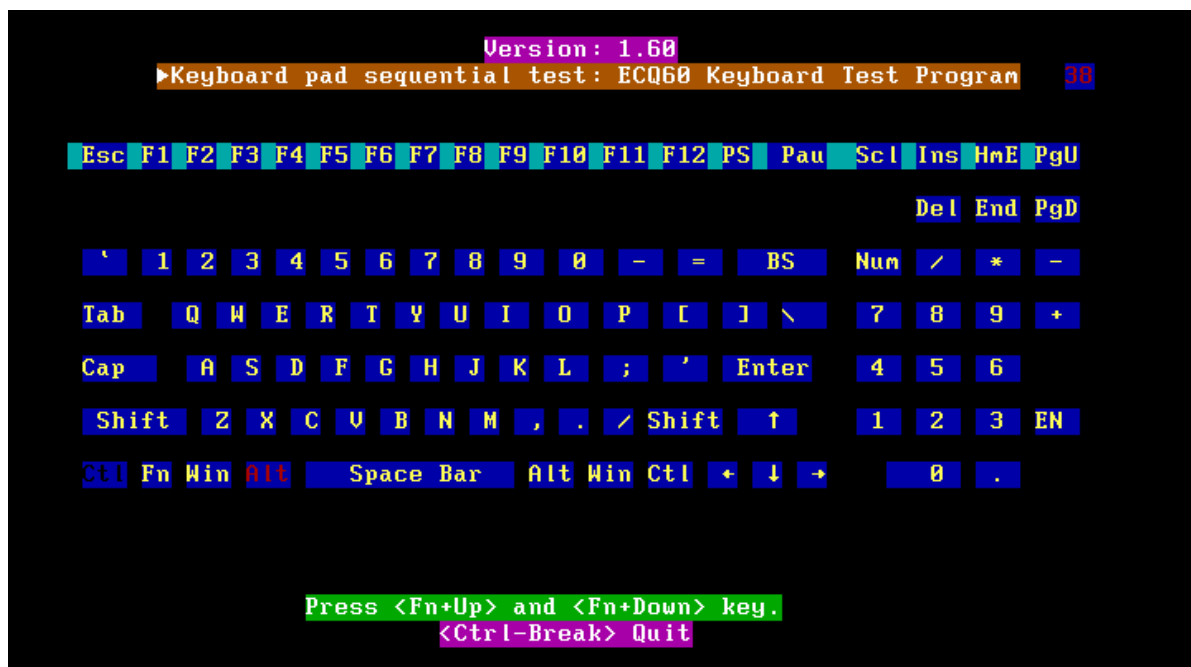 Version: 1.60
►Keyboard pad sequential test: ECQ60 Keyboard Test Program 38
Esc F1 F2 F3 F4 F5 F6 F7 F8 F9 F10 F11 F12 PS Pau Scl Ins HmE PgU
Del End PgD
` 1 2 3 4 5 6 7 8 9 0 - = BS Num / * -
Tab Q W E R T Y U I O P [ ] \ 7 8 9 +
Cap A S D F G H J K L ; ' Enter 4 5 6
Shift Z X C V B N M , . / Shift ↑ 1 2 3 EN
Ctl Fn Win Alt Space Bar Alt Win Ctl ← ↓ → 0 .
Press <Fn+Up> and <Fn+Down> key.
<Ctrl-Break> Quit